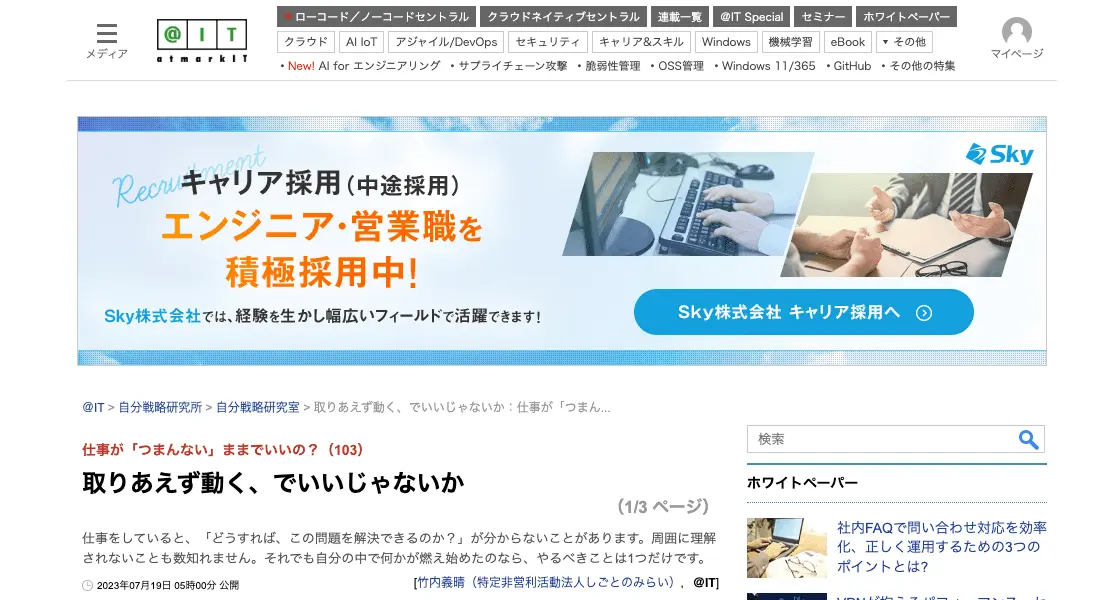 メディア
@IT
atmarkIT
ローコード／ノーコードセントラル クラウドネイティブセントラル 連載一覧 @IT Special セミナー ホワイトペーパー
クラウド AI IoT アジャイル/DevOps セキュリティ キャリア&スキル Windows 機械学習 eBook ▼ その他
• New! AI for エンジニアリング • サプライチェーン攻撃 • 脆弱性管理 • OSS管理 • Windows 11/365 • GitHub • その他の特集
マイページ
Recruitment
キャリア採用（中途採用）
エンジニア・営業職を
積極採用中！
Sky株式会社では、経験を生かし幅広いフィールドで活躍できます！
Sky
Sky株式会社 キャリア採用へ
@IT > 自分戦略研究所 > 自分戦略研究室 > 取りあえず動く、でいいじゃないか：仕事が「つまん...
仕事が「つまんない」ままでいいの？（103）
取りあえず動く、でいいじゃないか
（1/3 ページ）
仕事をしていると、「どうすれば、この問題を解決できるのか？」が分からないことがあります。周囲に理解
されないことも数知れません。それでも自分の中で何かが燃え始めたのなら、やるべきことは1つだけです。
2023年07月19日 05時00分 公開
[竹内義晴（特定非営利活動法人しごとのみらい），@IT]
検索
ホワイトペーパー
社内FAQで問い合わせ対応を効率
化、正しく運用するための3つの
ポイントとは?